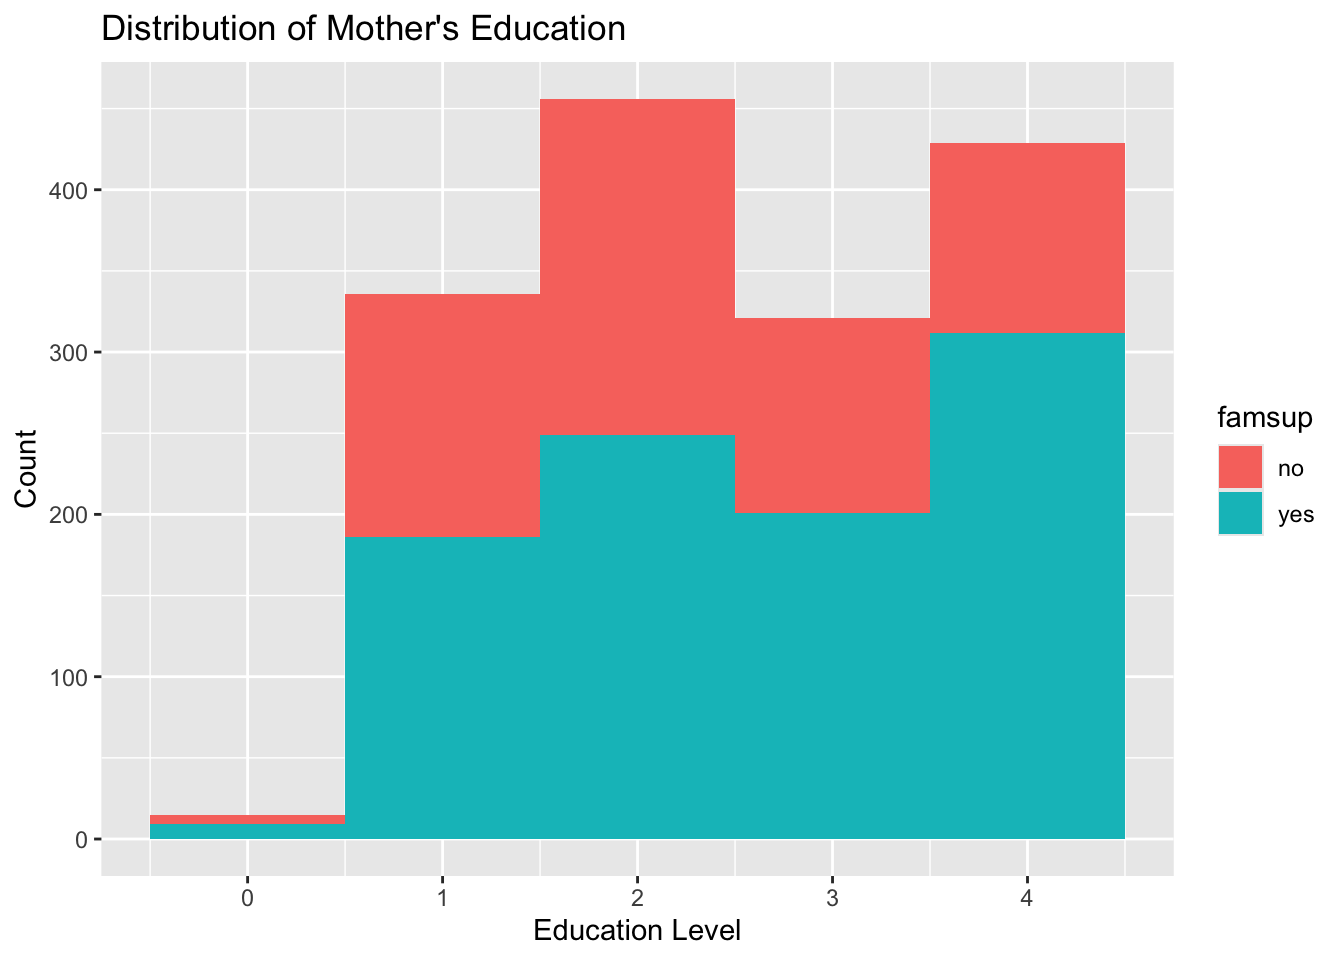 Distribution of Mother's Education
Count
400
300
200
100
0
0 1 2 3 4
Education Level
famsup
no
yes